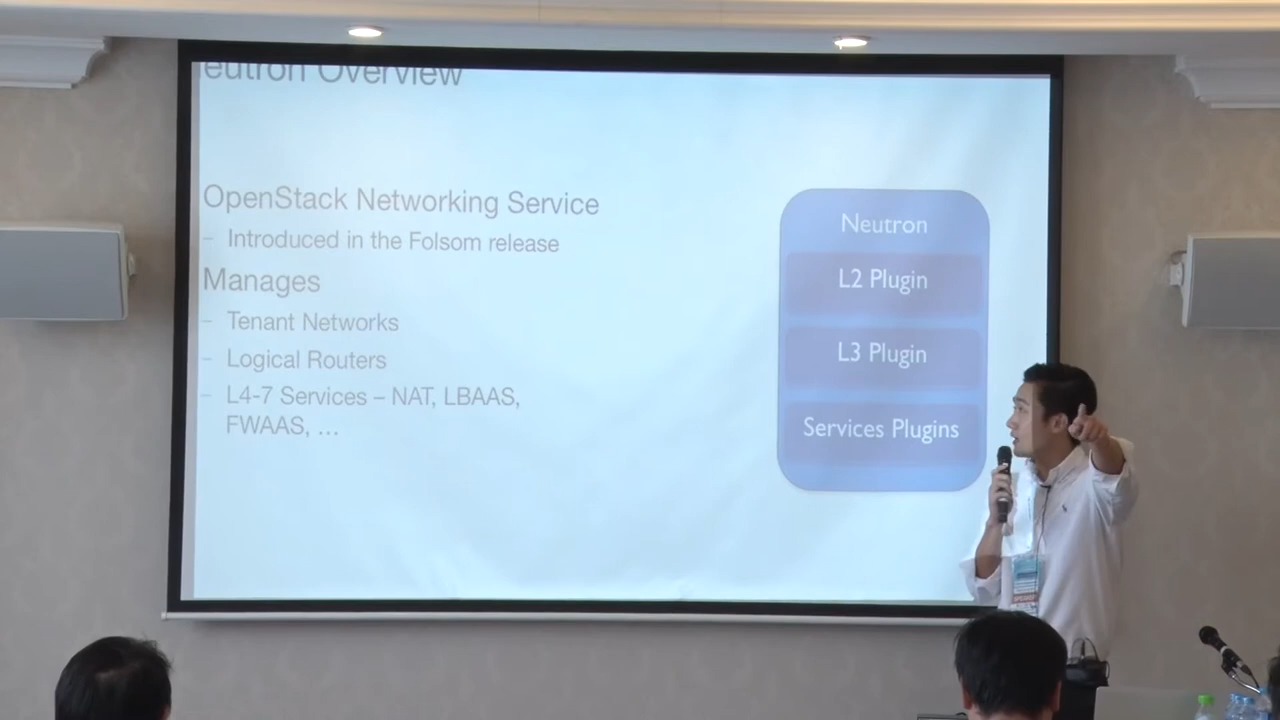 eutron Overview
OpenStack Networking Service
– Introduced in the Folsom release
Manages
– Tenant Networks
– Logical Routers
– L4-7 Services – NAT, LBAAS,
FWAAS, …
Neutron
L2 Plugin
L3 Plugin
Services Plugins